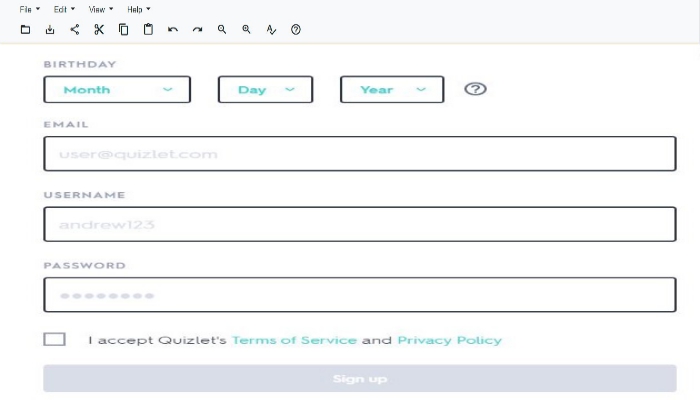 File Edit View Help
BIRTHDAY
Month Day Year ?
EMAIL
user@quizlet.com
USERNAME
andrew123
PASSWORD
I accept Quizlet's Terms of Service and Privacy Policy
Sign up